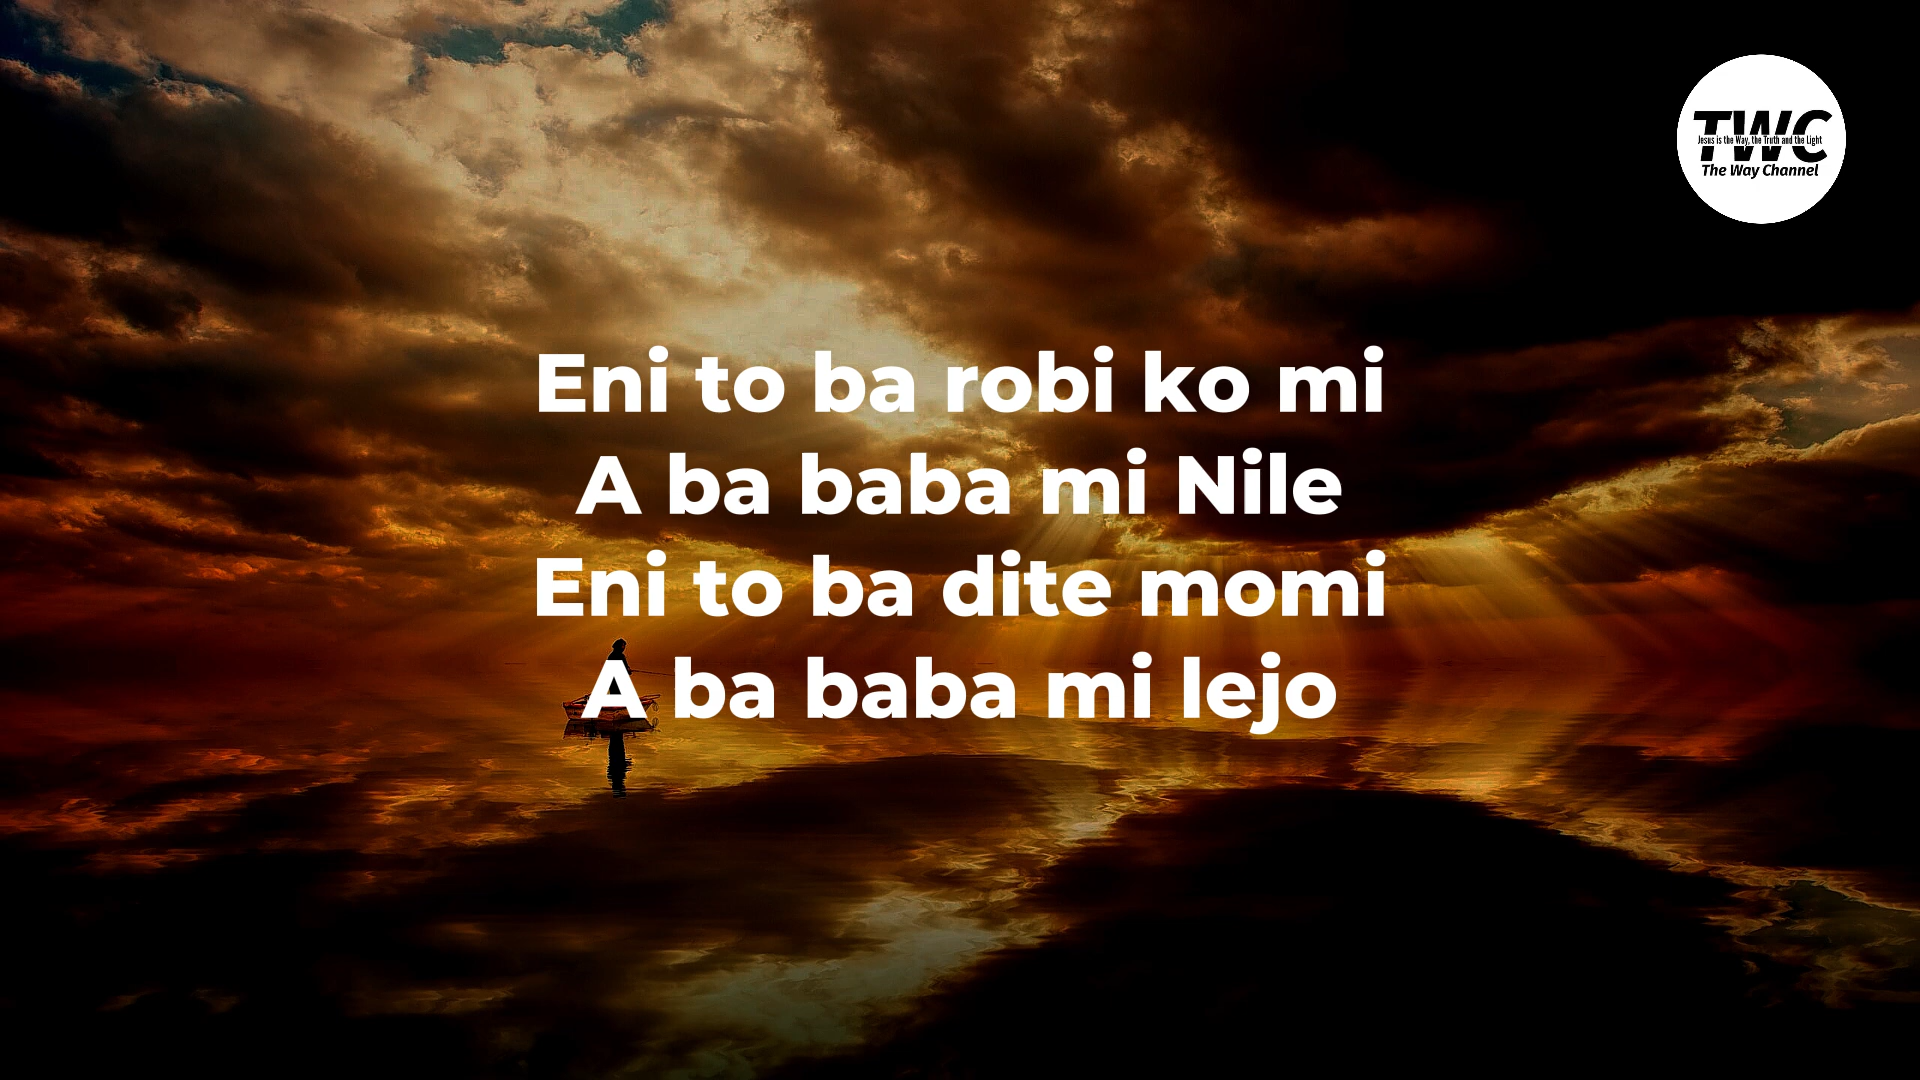 TWC
Jesus is the Way, the Truth and the Light
The Way Channel
Eni to ba robi ko mi
A ba baba mi Nile
Eni to ba dite momi
A ba baba mi lejo